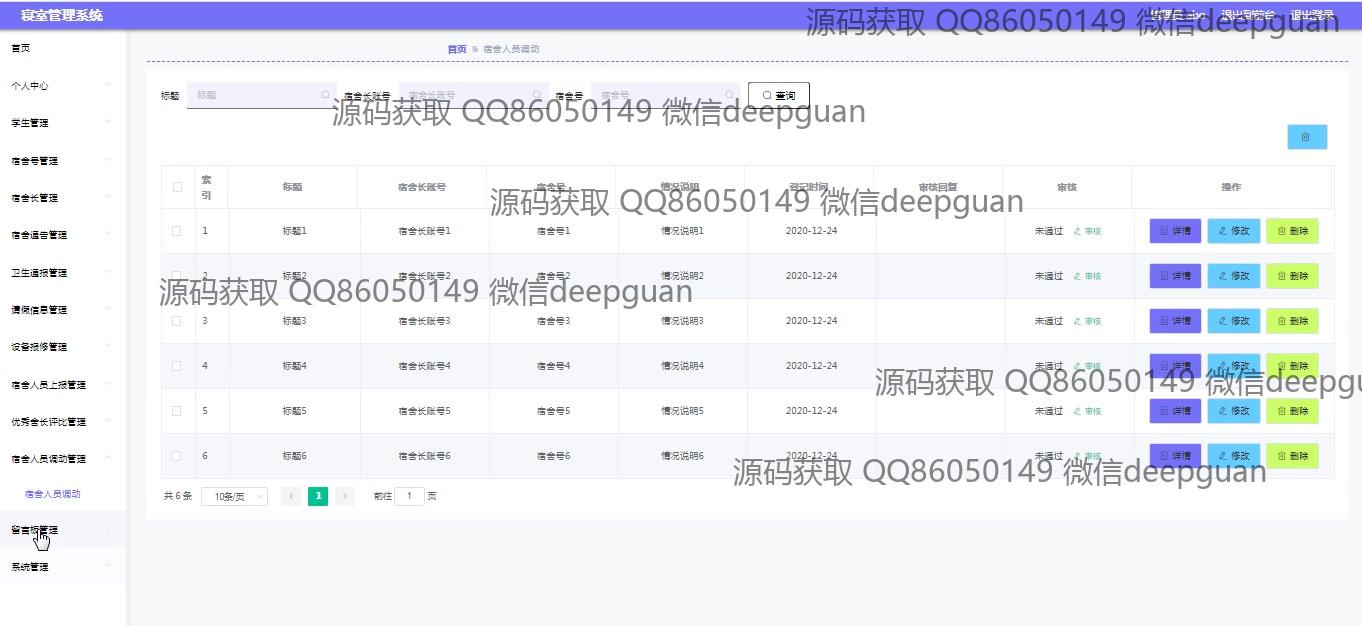 寝室管理系统
管理员 abo 退出到前台 退出登录
源码获取 QQ86050149 微信deepguan
首页
个人中心
学生管理
宿舍号管理
宿舍长管理
宿舍通告管理
卫生通报管理
请假信息管理
设备报修管理
宿舍人员上报管理
优秀舍长评比管理
宿舍人员调动管理
宿舍人员调动
留言板管理
系统管理
首页 宿舍人员调动
标题 标题 宿舍长账号 宿舍长账号 宿舍号 宿舍号 查询
源码获取 QQ86050149 微信deepguan
索引 标题 宿舍长账号 宿舍号 情况说明 登记时间 审核回复 审核 操作
源码获取 QQ86050149 微信deepguan
1 标题1 宿舍长账号1 宿舍号1 情况说明1 2020-12-24 未通过 审核 详情 修改 删除
2 标题2 宿舍长账号2 宿舍号2 情况说明2 2020-12-24 未通过 审核 详情 修改 删除
源码获取 QQ86050149 微信deepguan
3 标题3 宿舍长账号3 宿舍号3 情况说明3 2020-12-24 未通过 审核 详情 修改 删除
4 标题4 宿舍长账号4 宿舍号4 情况说明4 2020-12-24 未通过 审核 详情 修改 删除
源码获取 QQ86050149 微信deepgu
5 标题5 宿舍长账号5 宿舍号5 情况说明5 2020-12-24 未通过 审核 详情 修改 删除
6 标题6 宿舍长账号6 宿舍号6 情况说明6 2020-12-24 未通过 审核 详情 修改 删除
源码获取 QQ86050149 微信deepguan
共 6 条 10条/页 1 前往 1 页